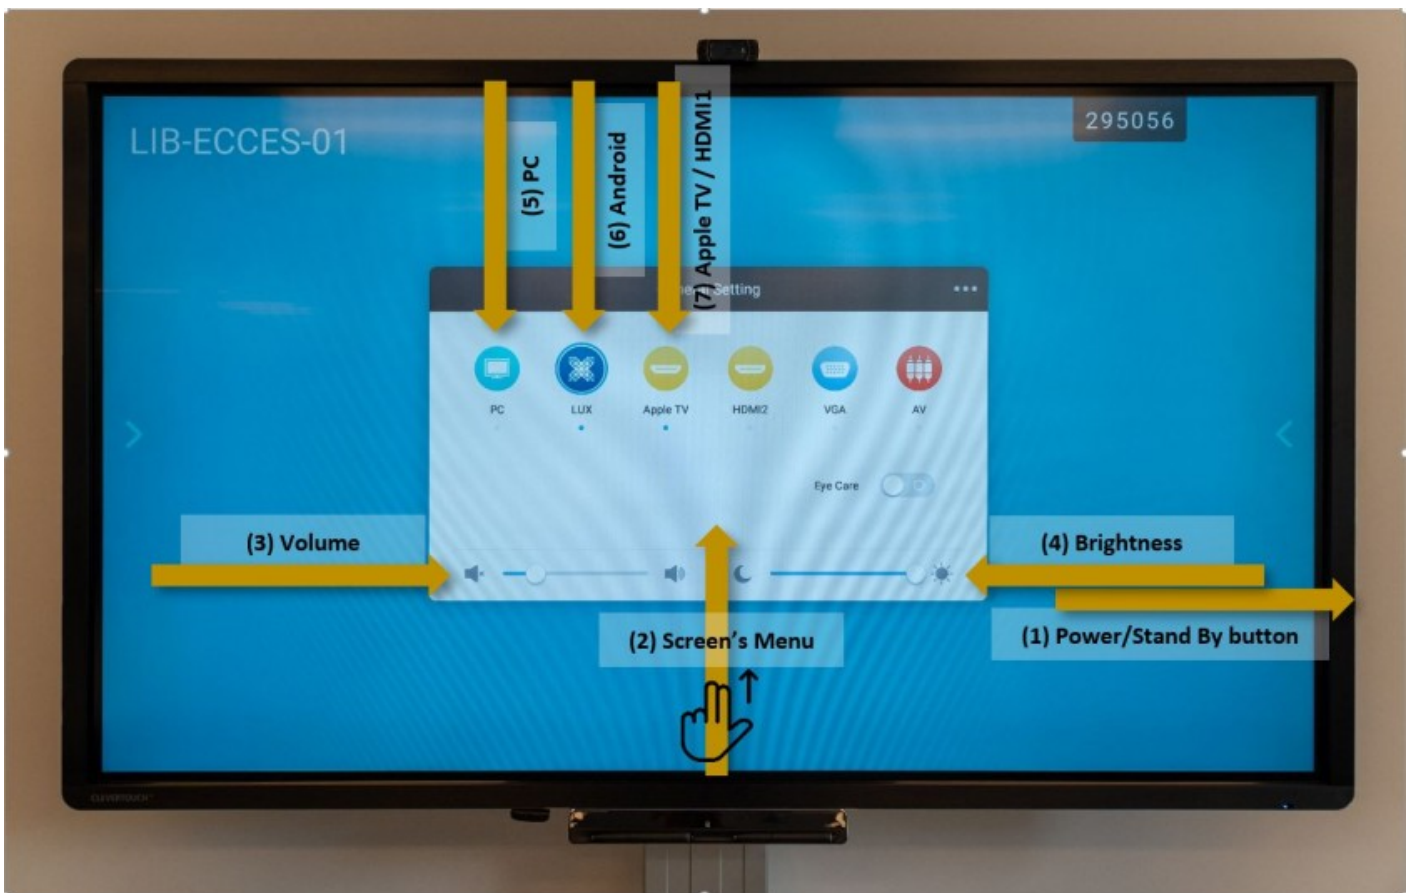 LIB-ECCES-01
295056
(5) PC
(6) Android
(7) Apple TV / HDMI1
Setting
PC
LUX
Apple TV
HDMI2
VGA
AV
Eye Care
(3) Volume
(4) Brightness
(2) Screen's Menu
(1) Power/Stand By button
CLEVERTOUCH